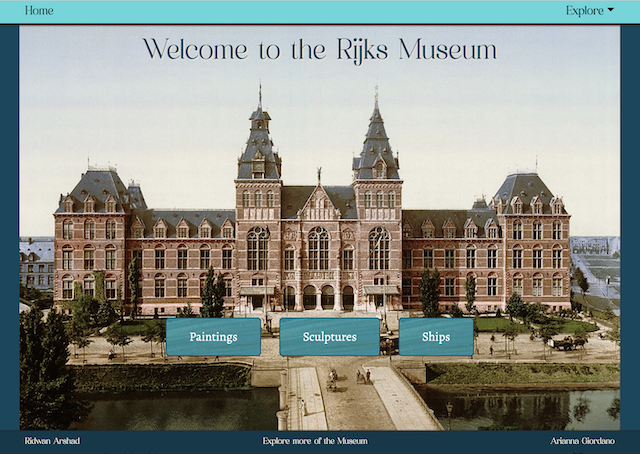 Home
Explore
Welcome to the Rijks Museum
Paintings
Sculptures
Ships
Ridwan Arshad
Explore more of the Museum
Arianna Giordano